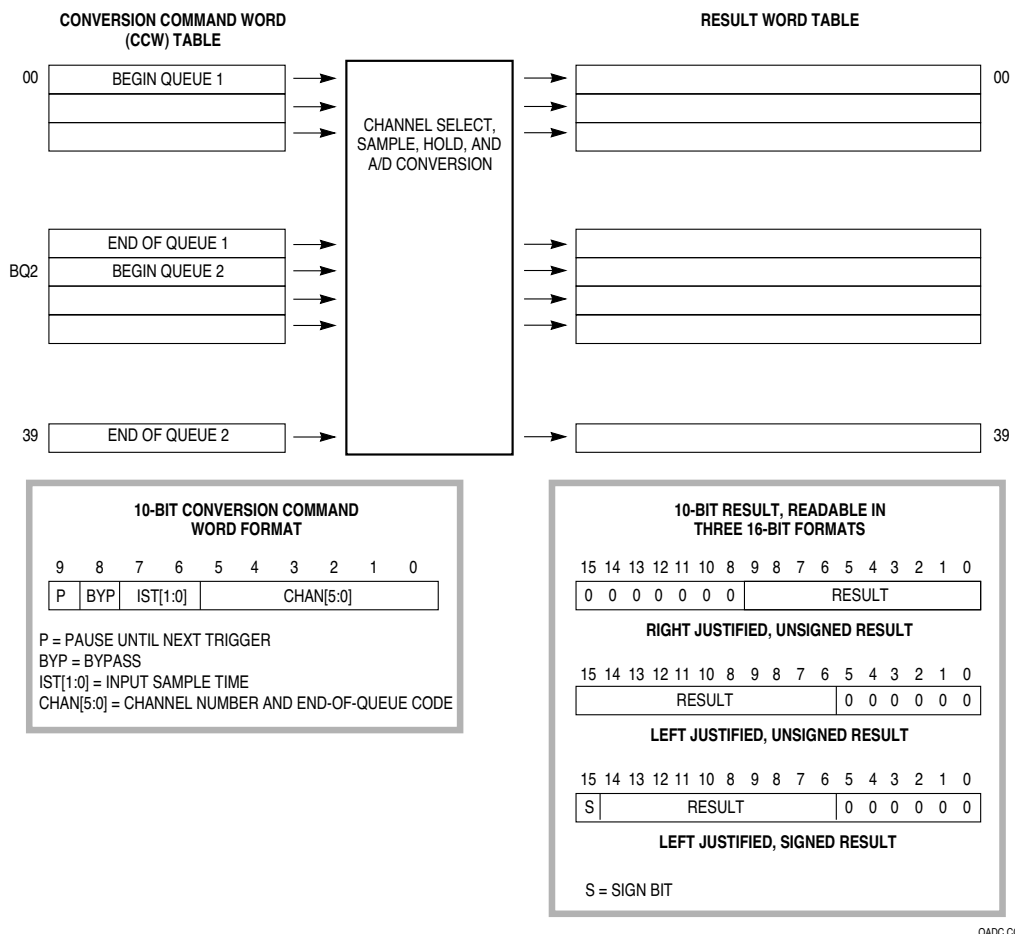 CONVERSION COMMAND WORD
(CCW) TABLE
RESULT WORD TABLE
00 BEGIN QUEUE 1 00
CHANNEL SELECT,
SAMPLE, HOLD, AND
A/D CONVERSION
END OF QUEUE 1
BQ2 BEGIN QUEUE 2
39 END OF QUEUE 2 39
10-BIT CONVERSION COMMAND
WORD FORMAT
9 8 7 6 5 4 3 2 1 0
P BYP IST[1:0] CHAN[5:0]
P = PAUSE UNTIL NEXT TRIGGER
BYP = BYPASS
IST[1:0] = INPUT SAMPLE TIME
CHAN[5:0] = CHANNEL NUMBER AND END-OF-QUEUE CODE
10-BIT RESULT, READABLE IN
THREE 16-BIT FORMATS
15 14 13 12 11 10 8 9 8 7 6 5 4 3 2 1 0
0 0 0 0 0 0 0 RESULT
RIGHT JUSTIFIED, UNSIGNED RESULT
15 14 13 12 11 10 8 9 8 7 6 5 4 3 2 1 0
RESULT 0 0 0 0 0 0
LEFT JUSTIFIED, UNSIGNED RESULT
15 14 13 12 11 10 8 9 8 7 6 5 4 3 2 1 0
S RESULT 0 0 0 0 0 0
LEFT JUSTIFIED, SIGNED RESULT
S = SIGN BIT